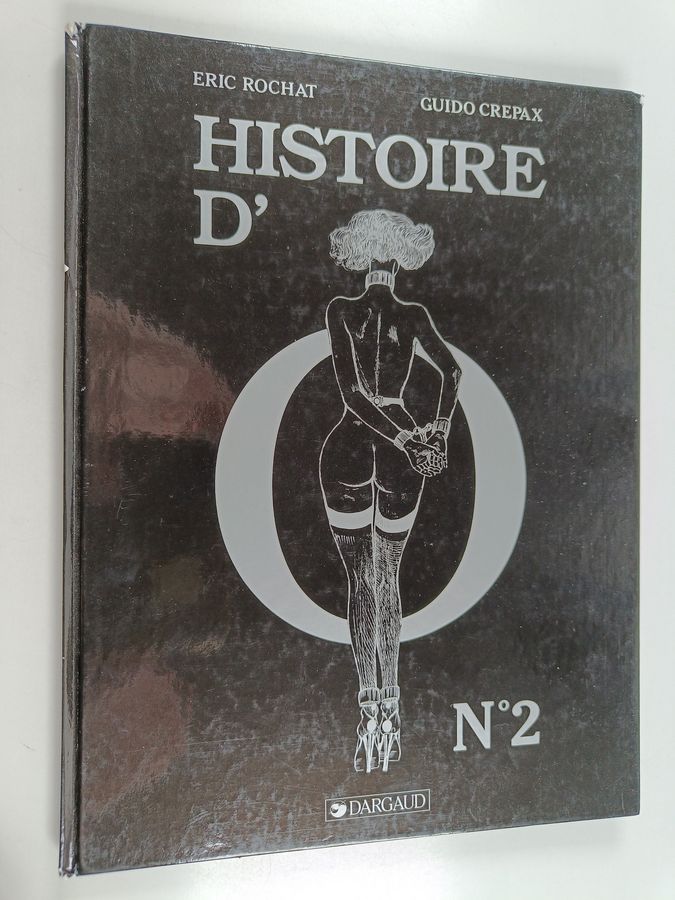 ERIC ROCHAT
GUIDO CREPAX
HISTOIRE
D'
O
N°2
DARGAUD